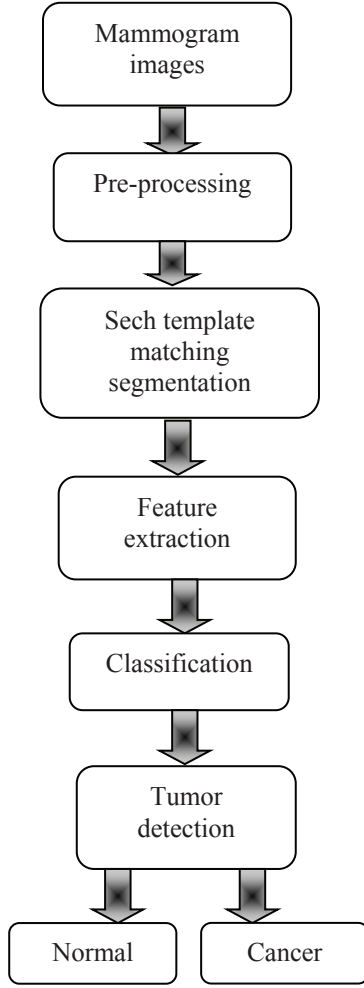 Mammogram
images
Pre-processing
Sech template
matching
segmentation
Feature
extraction
Classification
Tumor
detection
Normal
Cancer